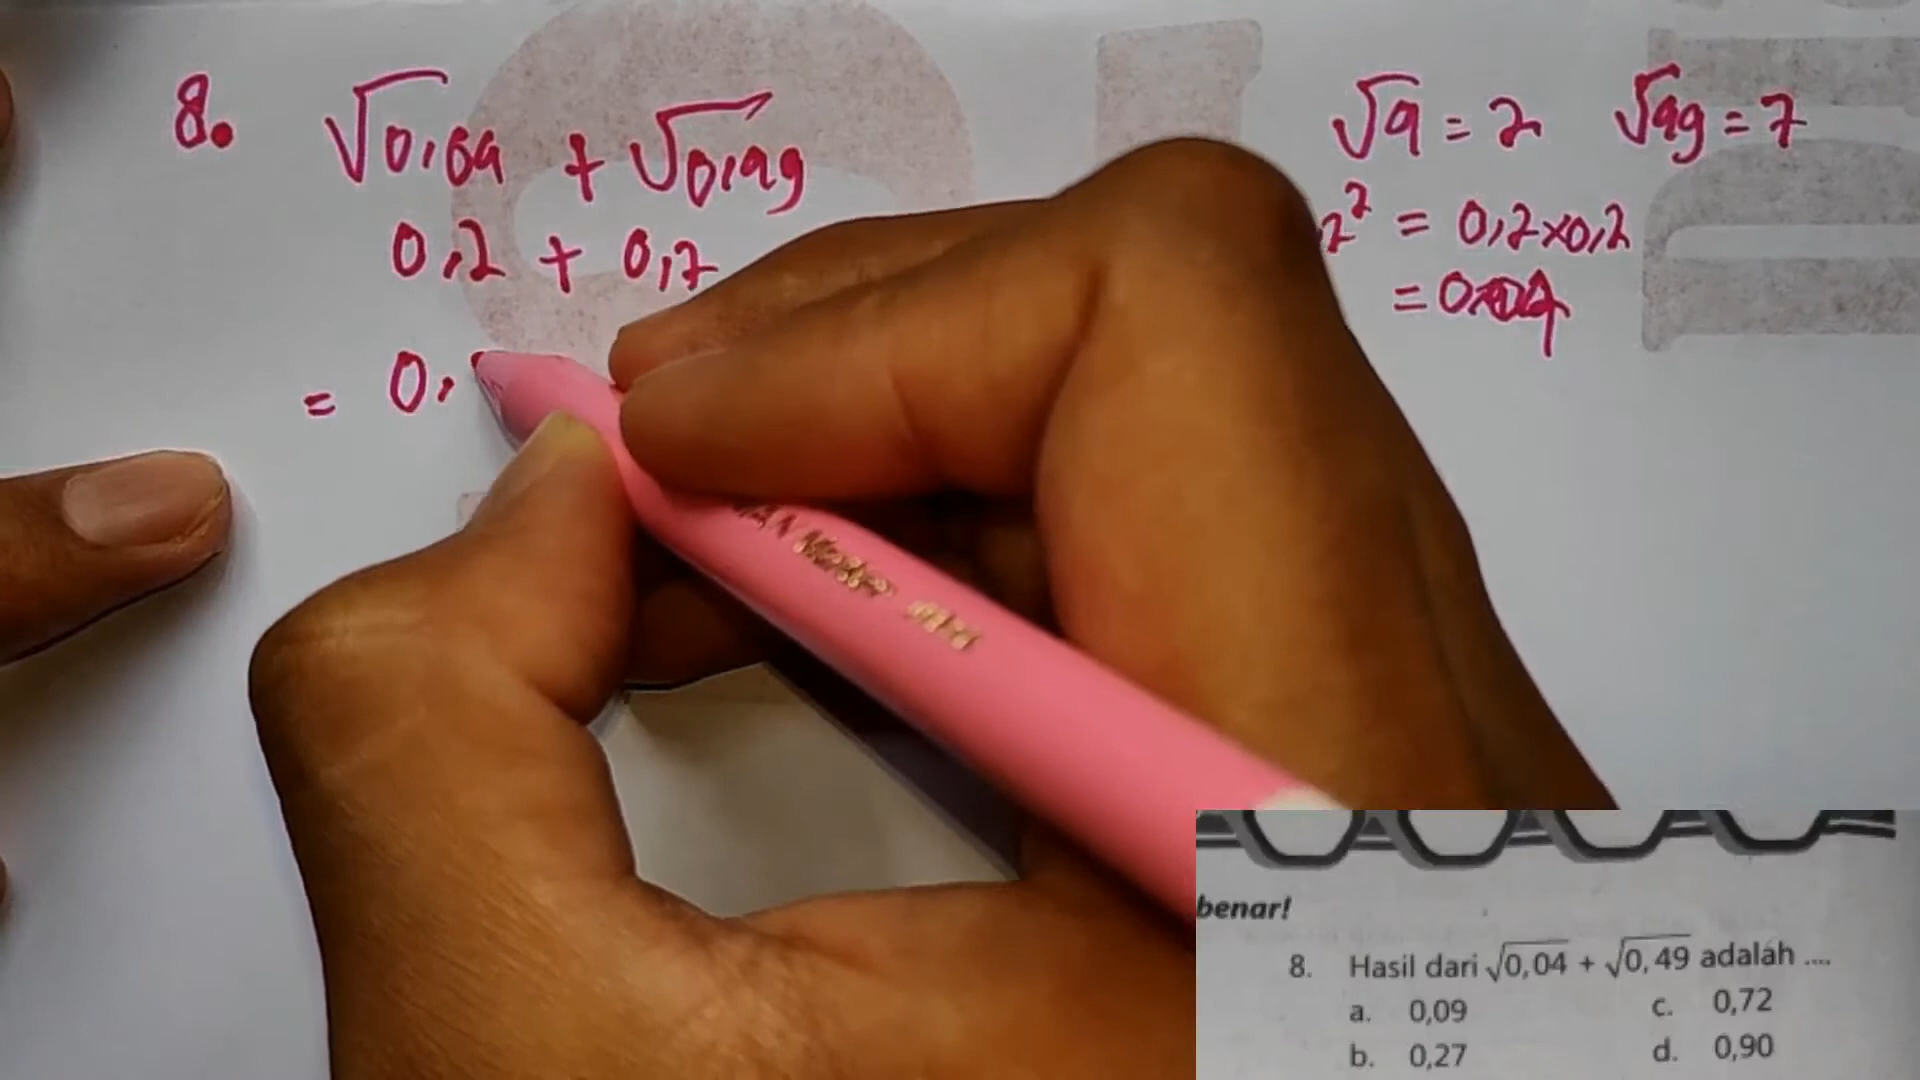 8. √0,04 + √0,49
0,2 + 0,7
= 0,
√4 = 2 √49 = 7
2² = 0,2×0,2
= 0,04
Master
benar!
8. Hasil dari √0,04 + √0,49 adalah ....
a. 0,09 c. 0,72
b. 0,27 d. 0,90